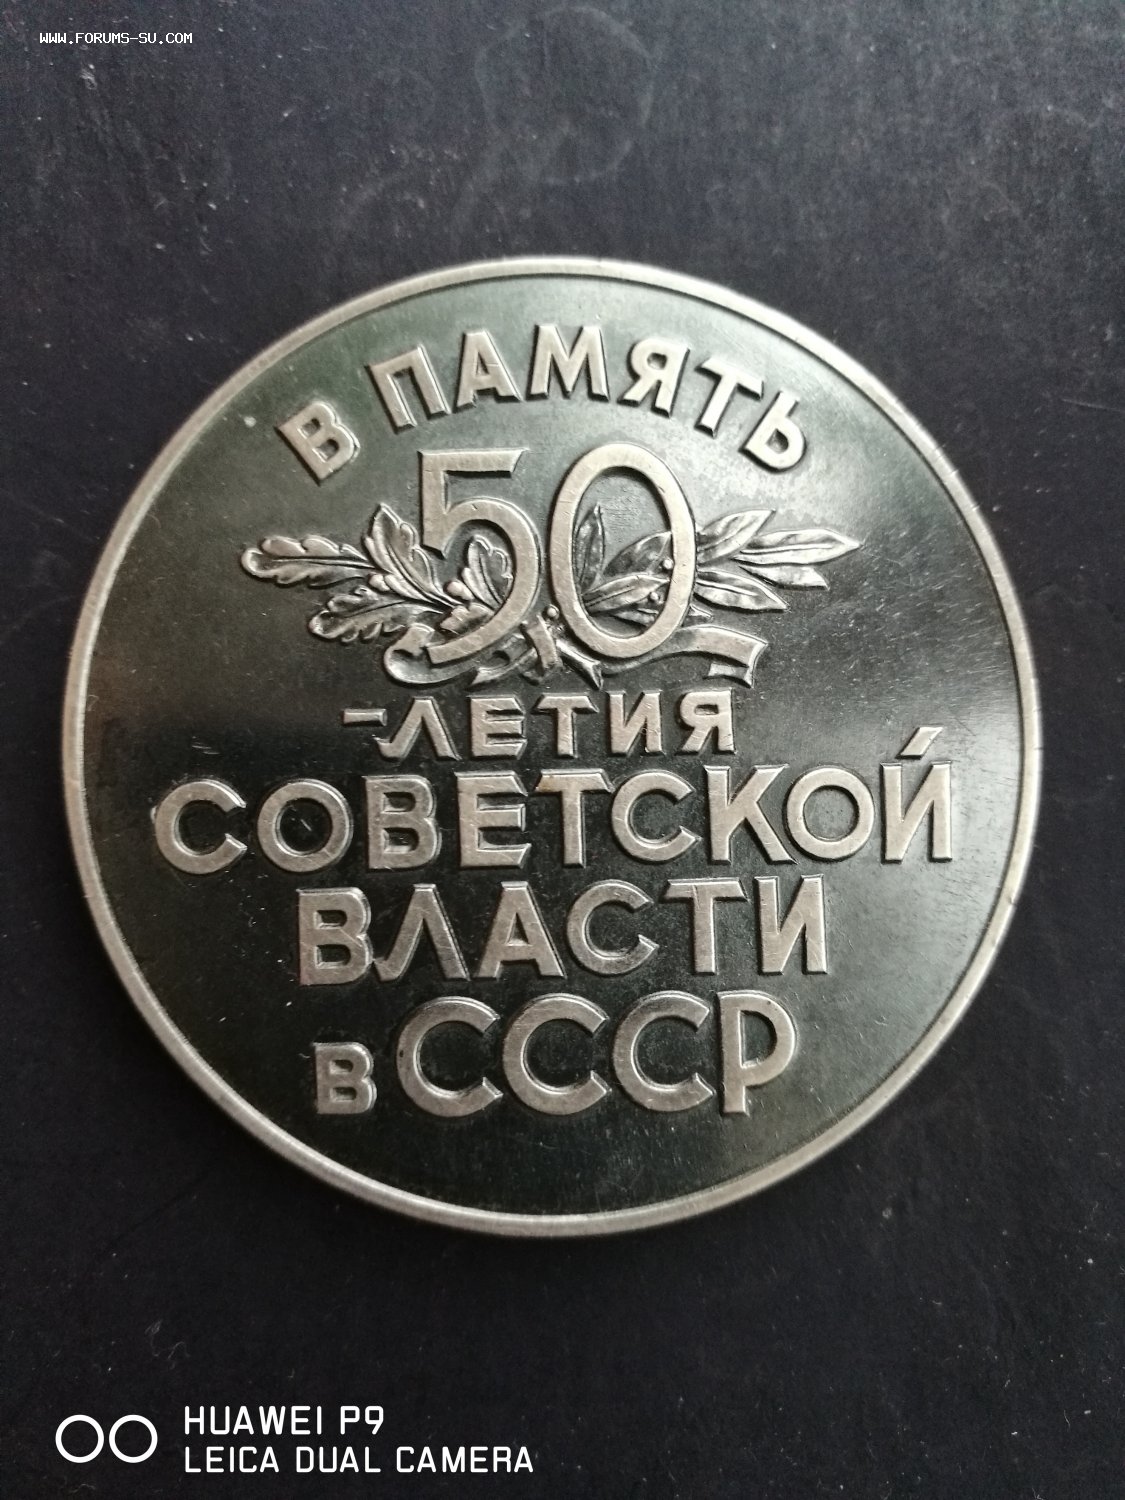 WWW.FORUMS-SU.COM
В ПАМЯТЬ
50
-ЛЕТИЯ
СОВЕТСКОЙ
ВЛАСТИ
в СССР
HUAWEI P9
LEICA DUAL CAMERA